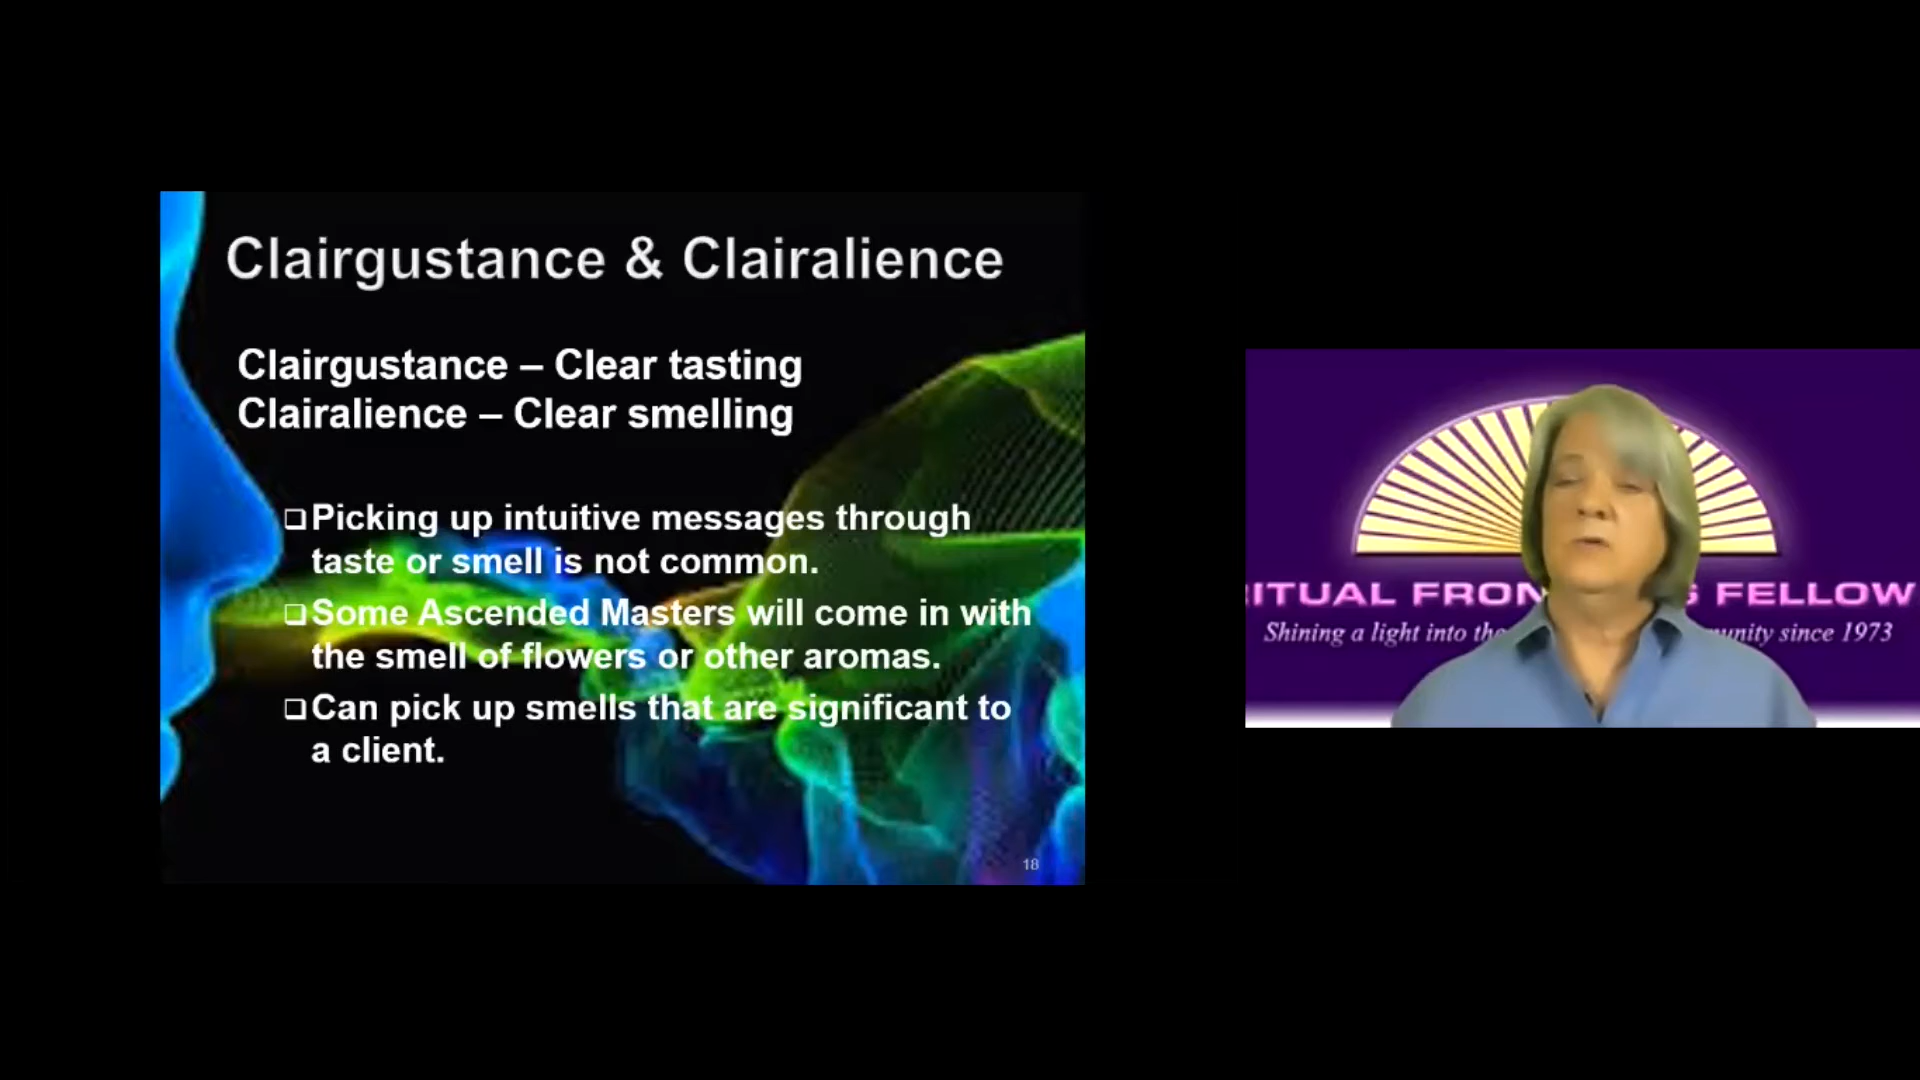 Clairgustance & Clairalience
Clairgustance – Clear tasting
Clairalience – Clear smelling
❑Picking up intuitive messages through
taste or smell is not common.
❑Some Ascended Masters will come in with
the smell of flowers or other aromas.
❑Can pick up smells that are significant to
a client.
18
RITUAL FRON S FELLOW
Shining a light into the unity since 1973